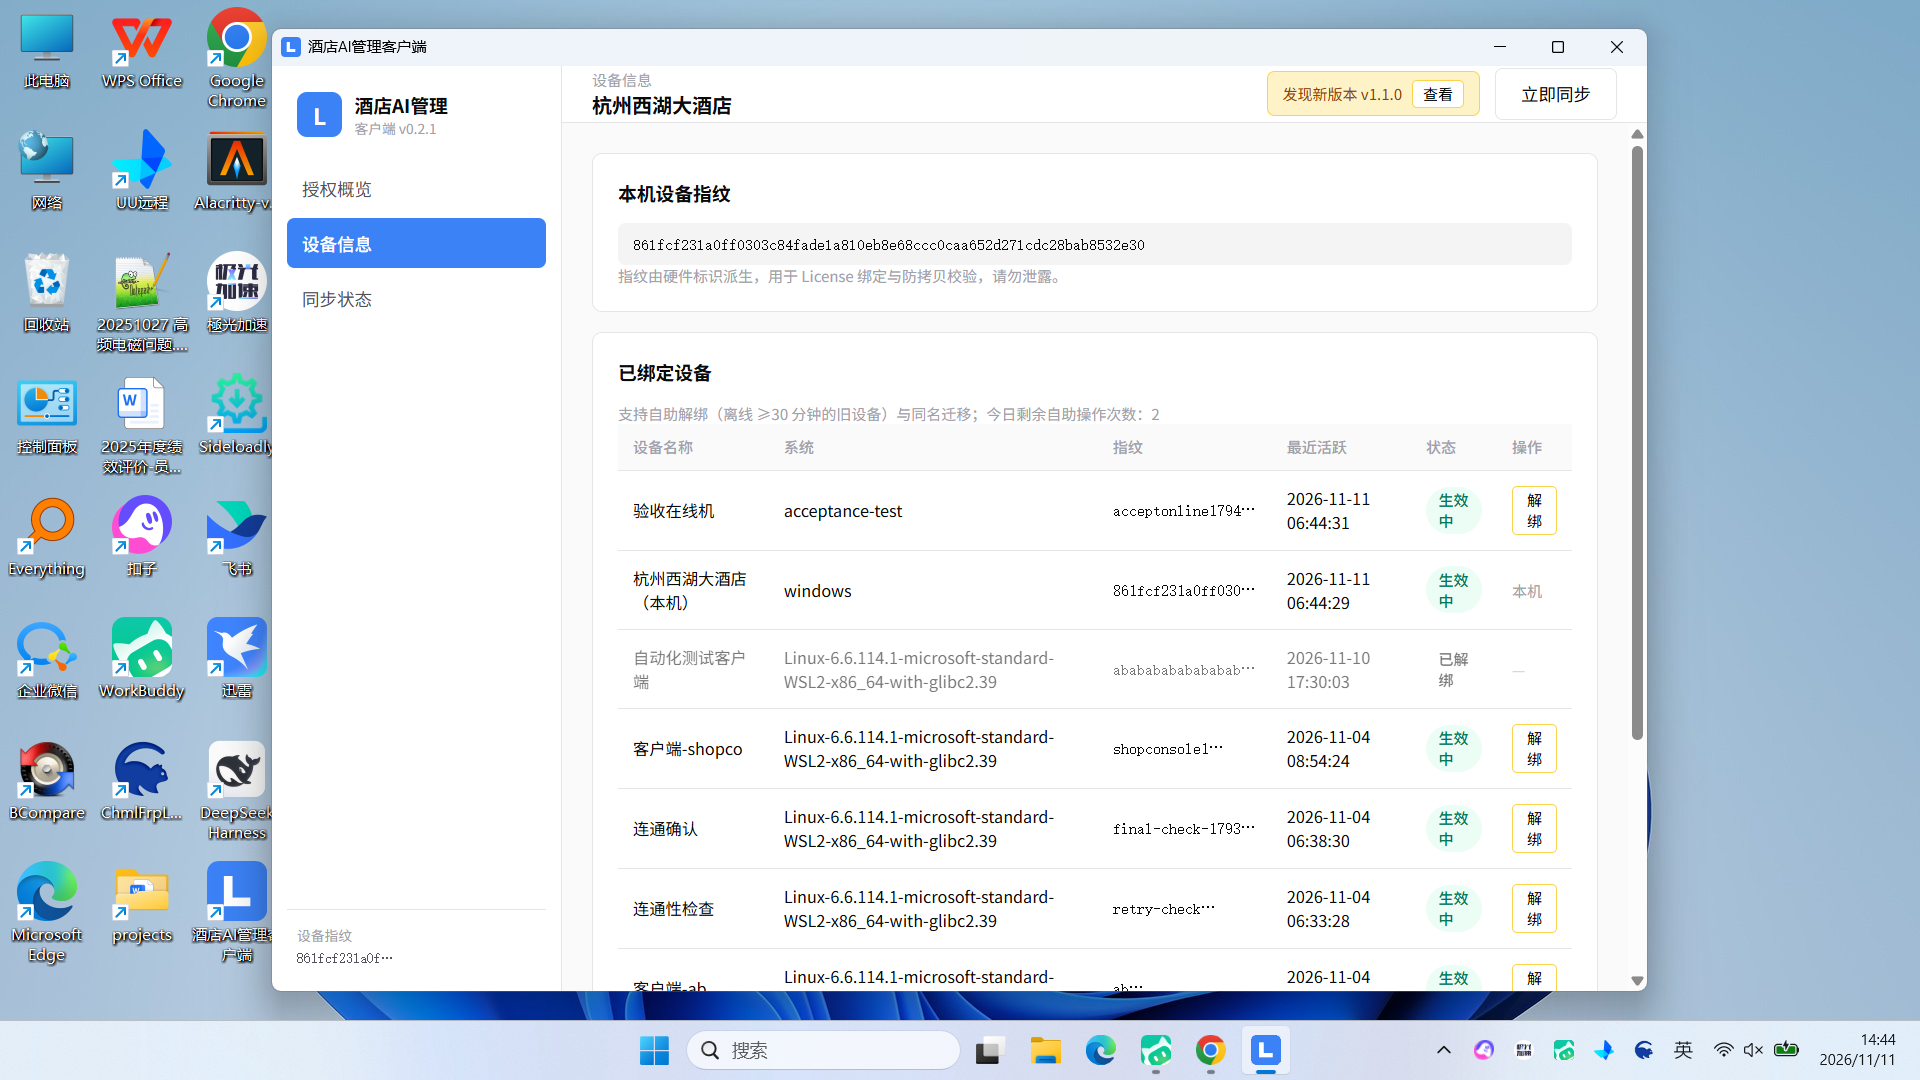 此电脑
WPS Office
Google
Chrome
网络
UU远程
Alacritty-v.
回收站
20251027 高
频电磁问题....
極光加速
极光
加速
控制面板
2025年度绩
效评价-员...
Sideloadly
Everything
扣子
飞书
企业微信
WorkBuddy
迅雷
BCompare
ChmlFrpL...
DeepSeek
Harness
Microsoft
Edge
projects
酒店AI管理客
户端
酒店AI管理客户端
L
酒店AI管理
客户端 v0.2.1
授权概览
设备信息
同步状态
设备指纹
861fcf231a0f…
设备信息
杭州西湖大酒店
发现新版本 v1.1.0
查看
立即同步
本机设备指纹
861fcf231a0ff0303c84fade1a810eb8e68ccc0caa652d271cdc28bab8532e30
指纹由硬件标识派生，用于 License 绑定与防拷贝校验，请勿泄露。
已绑定设备
支持自助解绑（离线 ≥30 分钟的旧设备）与同名迁移；今日剩余自助操作次数：2
设备名称 系统 指纹 最近活跃 状态 操作
验收在线机 acceptance-test acceptonline1794… 2026-11-11
06:44:31 生效
中 解
绑
杭州西湖大酒店
（本机） windows 861fcf231a0ff030… 2026-11-11
06:44:29 生效
中 本机
自动化测试客户
端 Linux-6.6.114.1-microsoft-standard-
WSL2-x86_64-with-glibc2.39 abababababababab… 2026-11-10
17:30:03 已解
绑 —
客户端-shopco Linux-6.6.114.1-microsoft-standard-
WSL2-x86_64-with-glibc2.39 shopconsole1… 2026-11-04
08:54:24 生效
中 解
绑
连通确认 Linux-6.6.114.1-microsoft-standard-
WSL2-x86_64-with-glibc2.39 final-check-1793… 2026-11-04
06:38:30 生效
中 解
绑
连通性检查 Linux-6.6.114.1-microsoft-standard-
WSL2-x86_64-with-glibc2.39 retry-check… 2026-11-04
06:33:28 生效
中 解
绑
客户端-ab Linux-6.6.114.1-microsoft-standard- ab… 2026-11-04 生效 解
搜索
英
14:44
2026/11/11